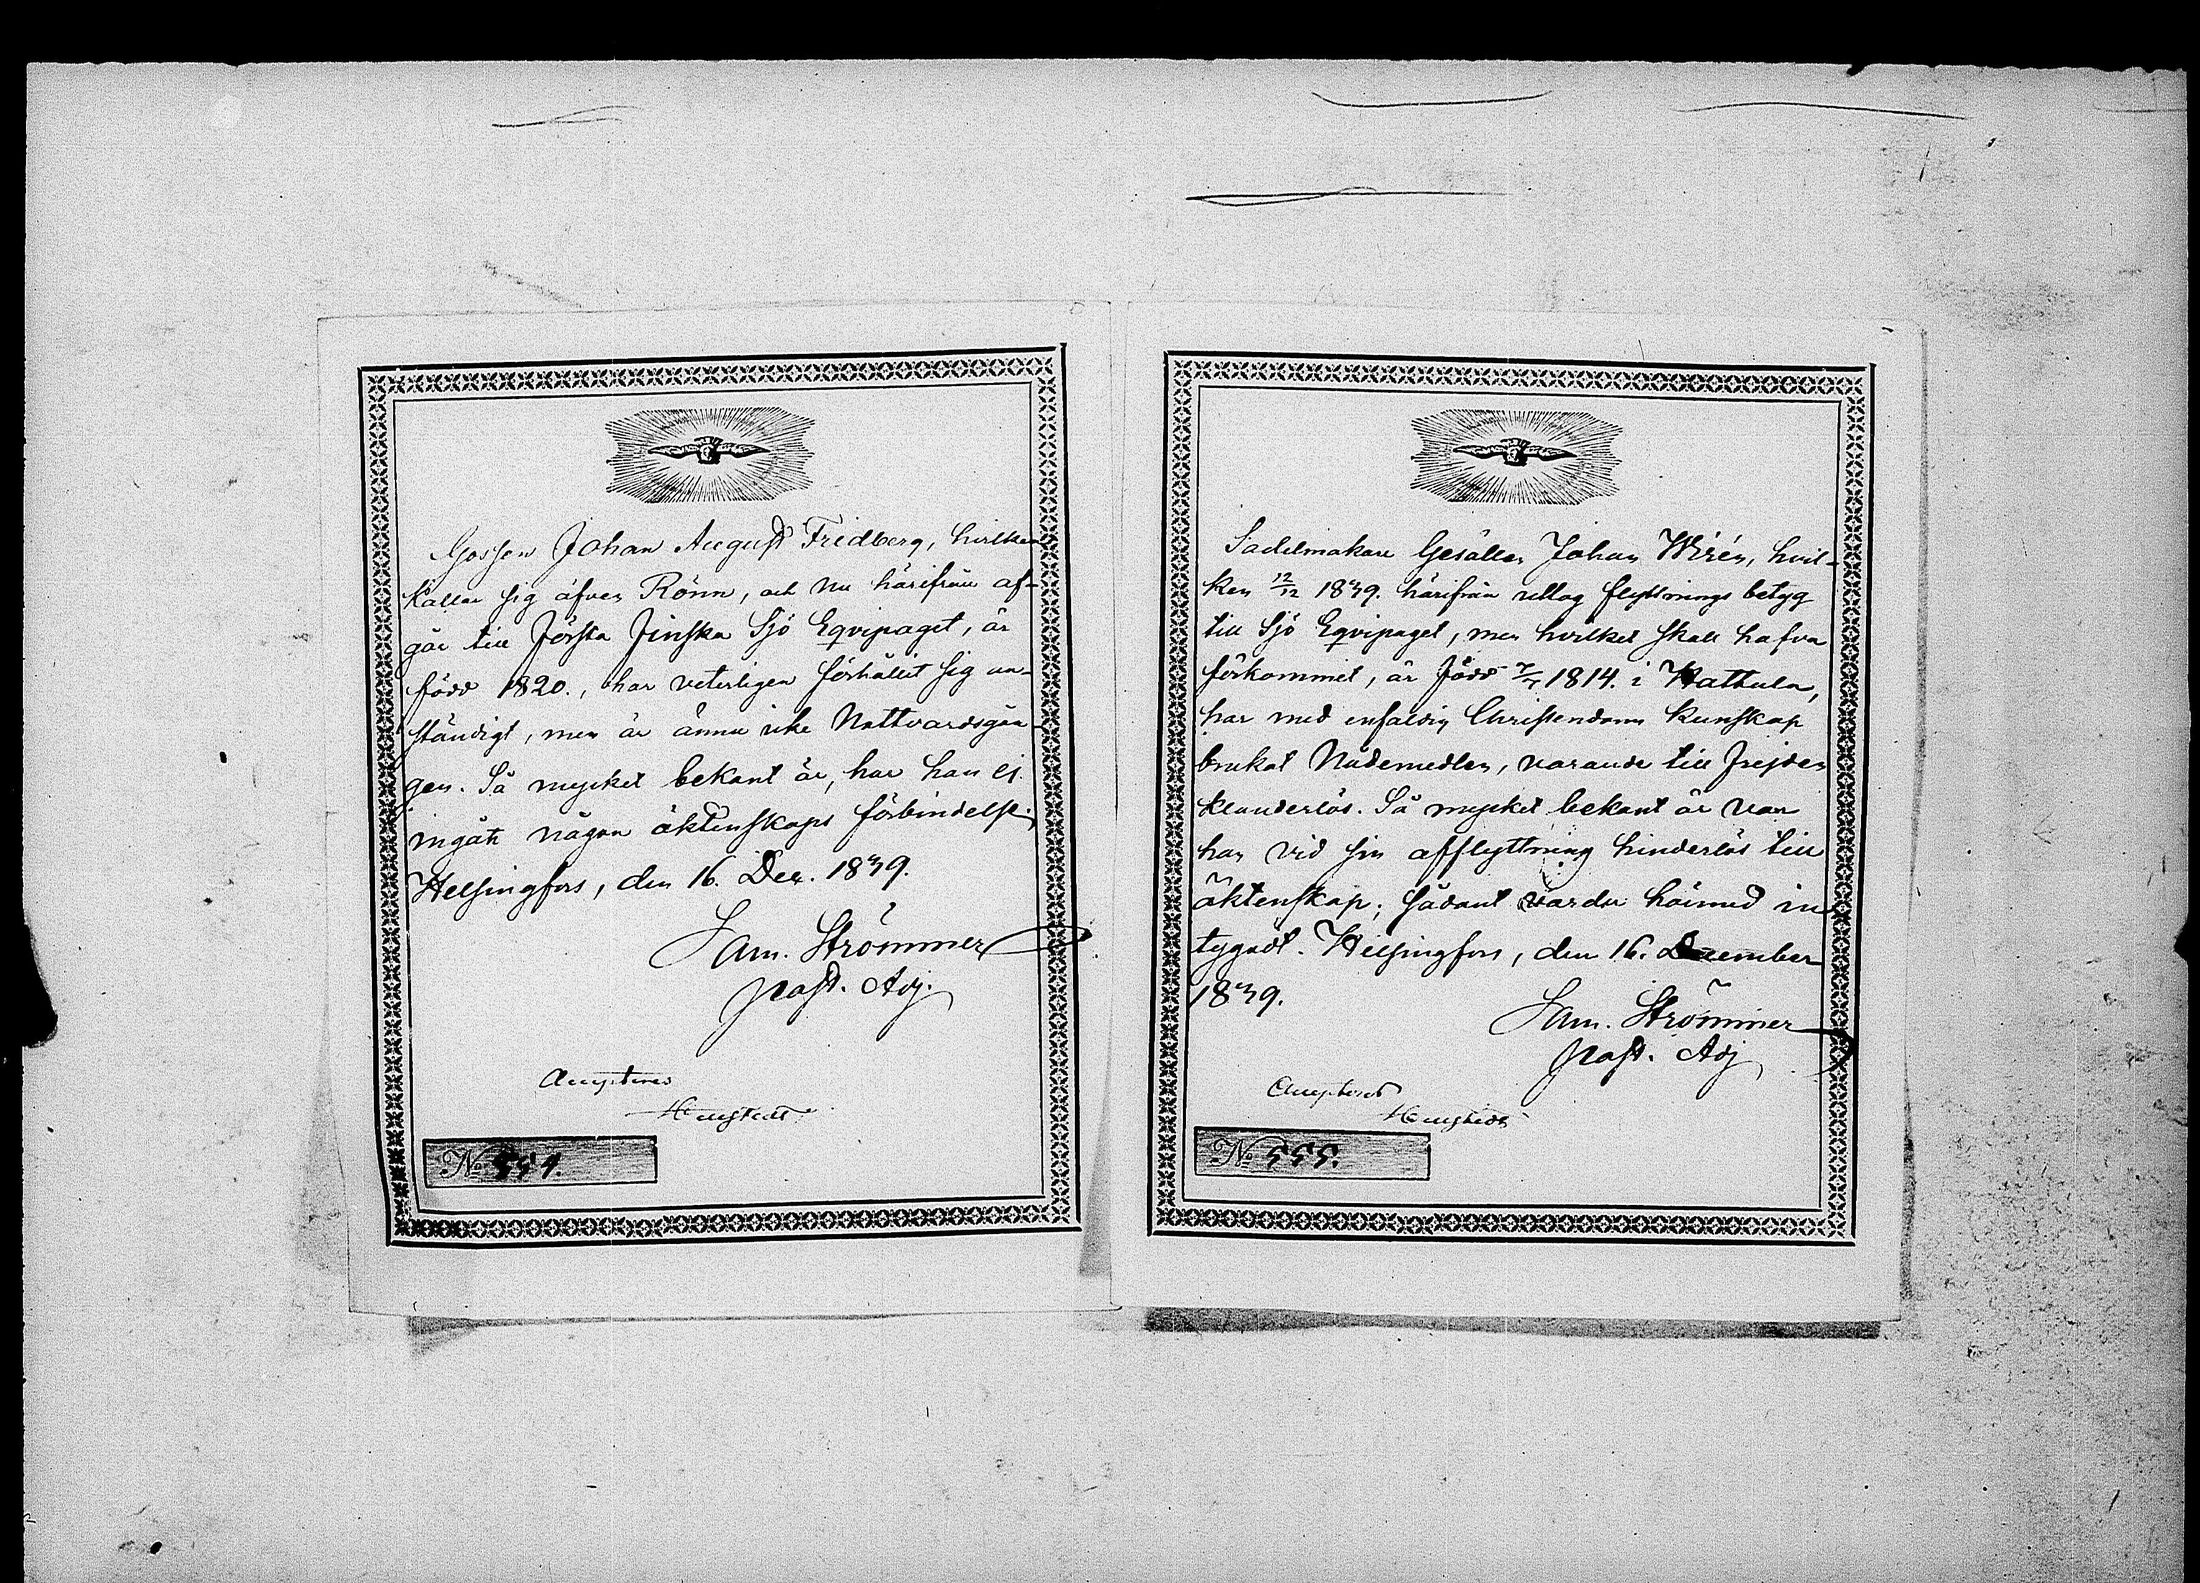 Gossen Johan August Fridberg, hvilken
kallar sig äfven Rönn, och nu härifrån af-
går till Första Finska Sjö Eqvipaget, är
född 1820., har veterligen förhållit sig an-
ständigt, men är ännu icke Nattvardsgån-
gen. Så mycket bekant är, har han ej
ingått någon äktenskaps förbindelse;
Helsingfors, den 16. Dec. 1839.
Sam. Strömmer
Past. Adj.
Nº 554.
Sadelmakare Gesällen Johan Wirén, hvil-
ken 12/12 1839. härifrån uttog flyttnings betyg
till Sjö Eqvipaget, men hvilket skall hafva
förkommit, är född 7/7 1814. i Hattula,
har med enfaldig Christendoms kunskap
brukat Nådemedlen, varande till frejden
klanderlös. Så mycket bekant är var
han vid sin afflyttning hinderlös till
äktenskap; sådant varder härmed in-
tygadt. Helsingfors, den 16. December
1839.
Sam. Strömmer
Past. Adj
Nº 555.